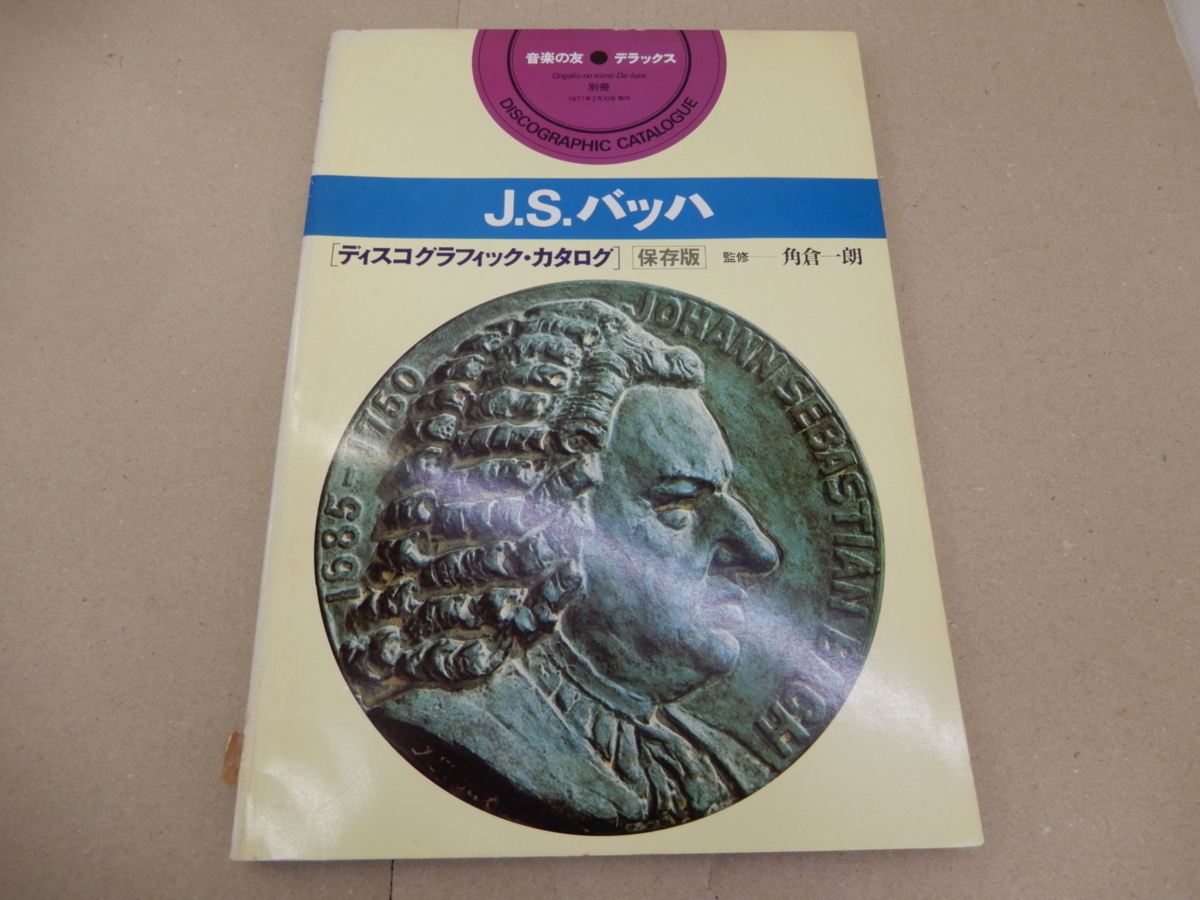 音楽の友 ● デラックス
Ongaku no tomo De-luxe
別冊
DISCOGRAPHIC CATALOGUE
J.S.バッハ
[ディスコグラフィック・カタログ] 保存版 監修── 角倉一朗
JOHANN SEBASTIAN BACH
1685-1750